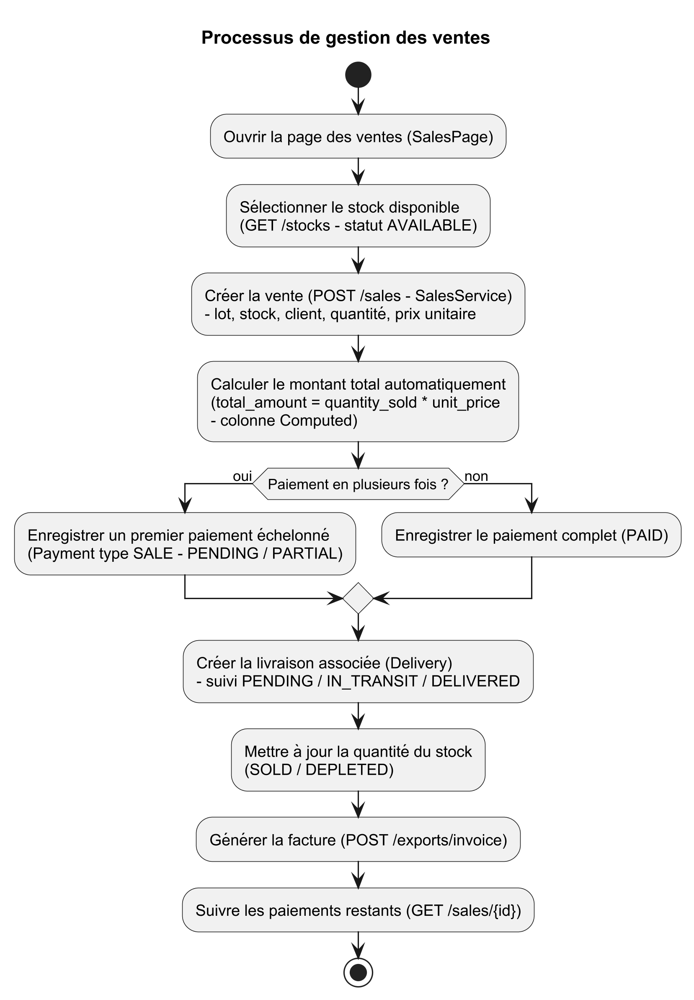 Processus de gestion des ventes
Ouvrir la page des ventes (SalesPage)
Sélectionner le stock disponible
(GET /stocks - statut AVAILABLE)
Créer la vente (POST /sales - SalesService)
- lot, stock, client, quantité, prix unitaire
Calculer le montant total automatiquement
(total_amount = quantity_sold * unit_price
- colonne Computed)
oui
Paiement en plusieurs fois ?
non
Enregistrer un premier paiement échelonné
(Payment type SALE - PENDING / PARTIAL)
Enregistrer le paiement complet (PAID)
Créer la livraison associée (Delivery)
- suivi PENDING / IN_TRANSIT / DELIVERED
Mettre à jour la quantité du stock
(SOLD / DEPLETED)
Générer la facture (POST /exports/invoice)
Suivre les paiements restants (GET /sales/{id})